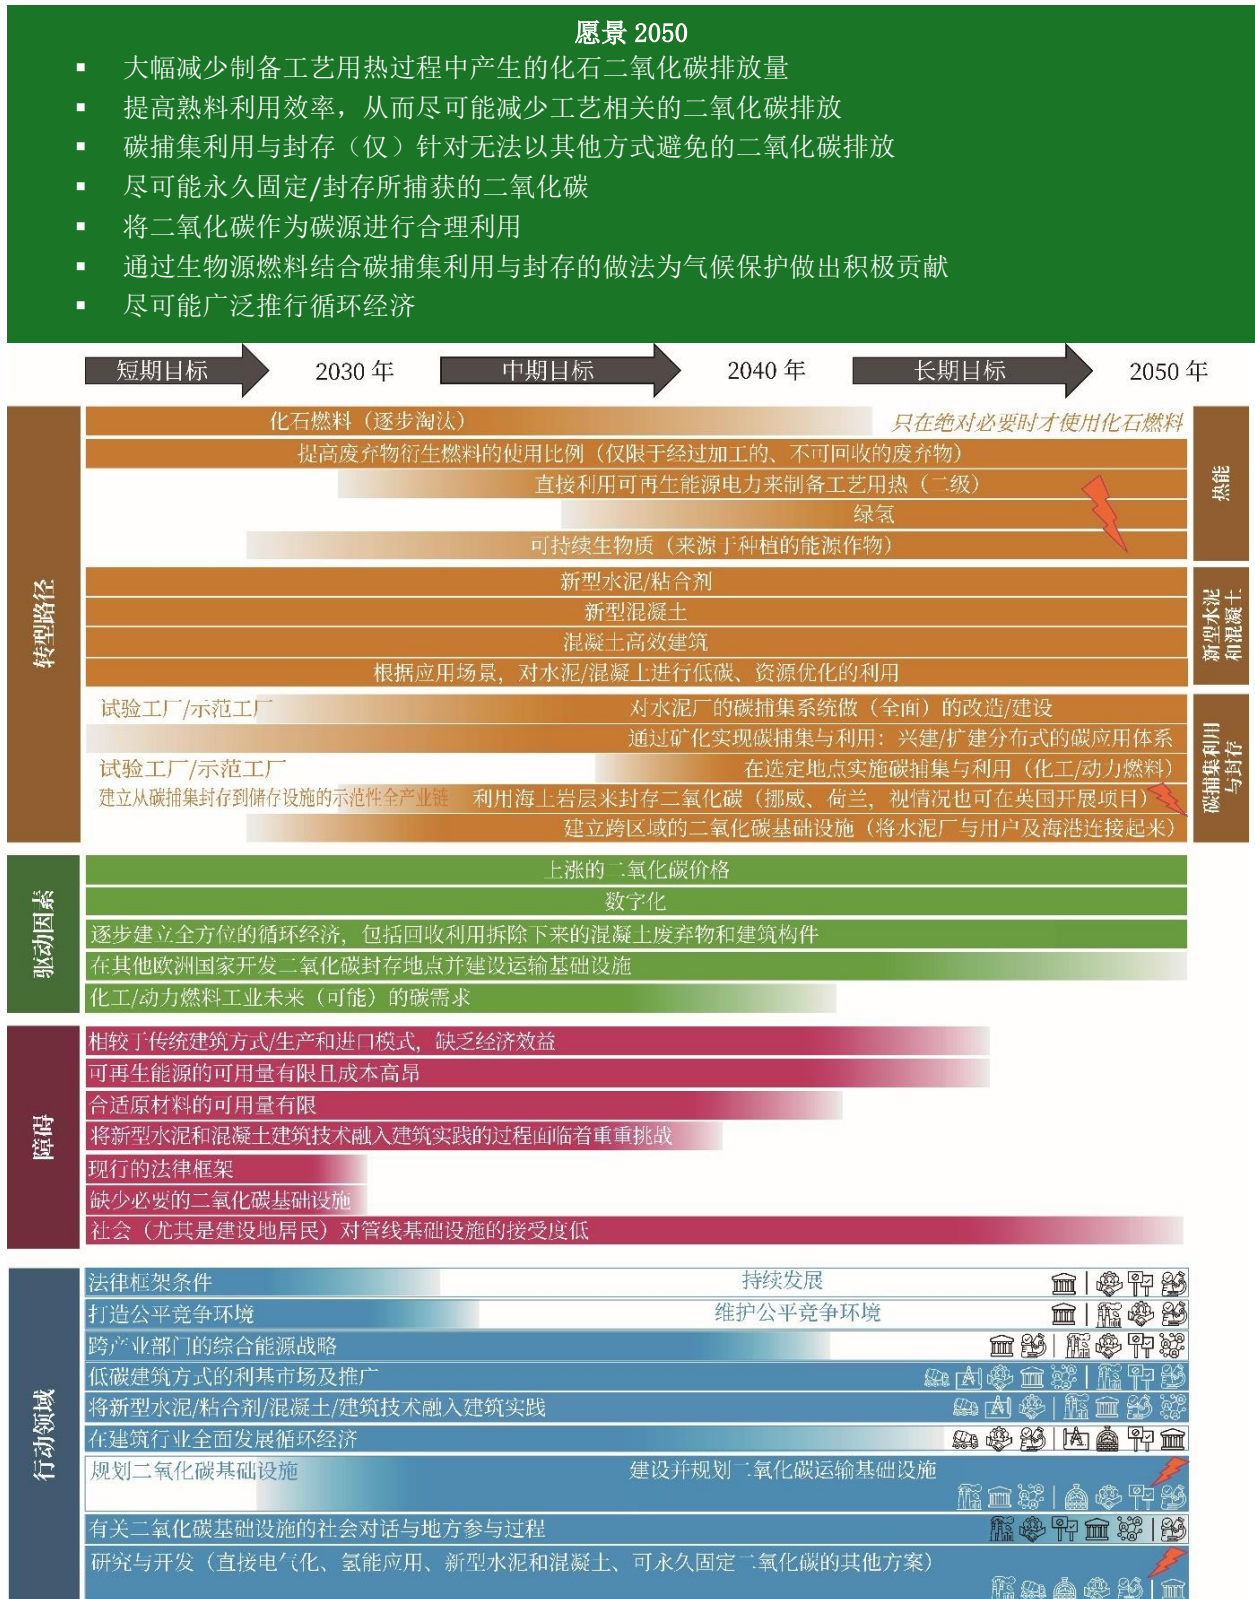 愿景 2050
▪ 大幅减少制备工艺用热过程中产生的化石二氧化碳排放量
▪ 提高熟料利用效率，从而尽可能减少工艺相关的二氧化碳排放
▪ 碳捕集利用与封存（仅）针对无法以其他方式避免的二氧化碳排放
▪ 尽可能永久固定/封存所捕获的二氧化碳
▪ 将二氧化碳作为碳源进行合理利用
▪ 通过生物源燃料结合碳捕集利用与封存的做法为气候保护做出积极贡献
▪ 尽可能广泛推行循环经济
短期目标 2030 年 中期目标 2040 年 长期目标 2050 年
转型路径
化石燃料（逐步淘汰） 只在绝对必要时才使用化石燃料
提高废弃物衍生燃料的使用比例（仅限于经过加工的、不可回收的废弃物）
直接利用可再生能源电力来制备工艺用热（二级）
绿氢
可持续生物质（来源于种植的能源作物）
热能
新型水泥/粘合剂
新型混凝土
混凝土高效建筑
根据应用场景，对水泥/混凝土进行低碳、资源优化的利用
新型水泥
和混凝土
试验工厂/示范工厂 对水泥厂的碳捕集系统做（全面）的改造/建设
通过矿化实现碳捕集与利用：兴建/扩建分布式的碳应用体系
试验工厂/示范工厂 在选定地点实施碳捕集与利用（化工/动力燃料）
建立从碳捕集封存到储存设施的示范性全产业链 利用海上岩层来封存二氧化碳（挪威、荷兰，视情况也可在英国开展项目）
建立跨区域的二氧化碳基础设施（将水泥厂与用户及海港连接起来）
碳捕集利用
与封存
驱动因素
上涨的二氧化碳价格
数字化
逐步建立全方位的循环经济，包括回收利用拆除下来的混凝土废弃物和建筑构件
在其他欧洲国家开发二氧化碳封存地点并建设运输基础设施
化工/动力燃料工业未来（可能）的碳需求
障碍
相较于传统建筑方式/生产和进口模式，缺乏经济效益
可再生能源的可用量有限且成本高昂
合适原材料的可用量有限
将新型水泥和混凝土建筑技术融入建筑实践的过程面临着重重挑战
现行的法律框架
缺少必要的二氧化碳基础设施
社会（尤其是建设地居民）对管线基础设施的接受度低
行动领域
法律框架条件 持续发展
打造公平竞争环境 维护公平竞争环境
跨产业部门的综合能源战略
低碳建筑方式的利基市场及推广
将新型水泥/粘合剂/混凝土/建筑技术融入建筑实践
在建筑行业全面发展循环经济
规划二氧化碳基础设施 建设并规划二氧化碳运输基础设施
有关二氧化碳基础设施的社会对话与地方参与过程
研究与开发（直接电气化、氢能应用、新型水泥和混凝土、可永久固定二氧化碳的其他方案）